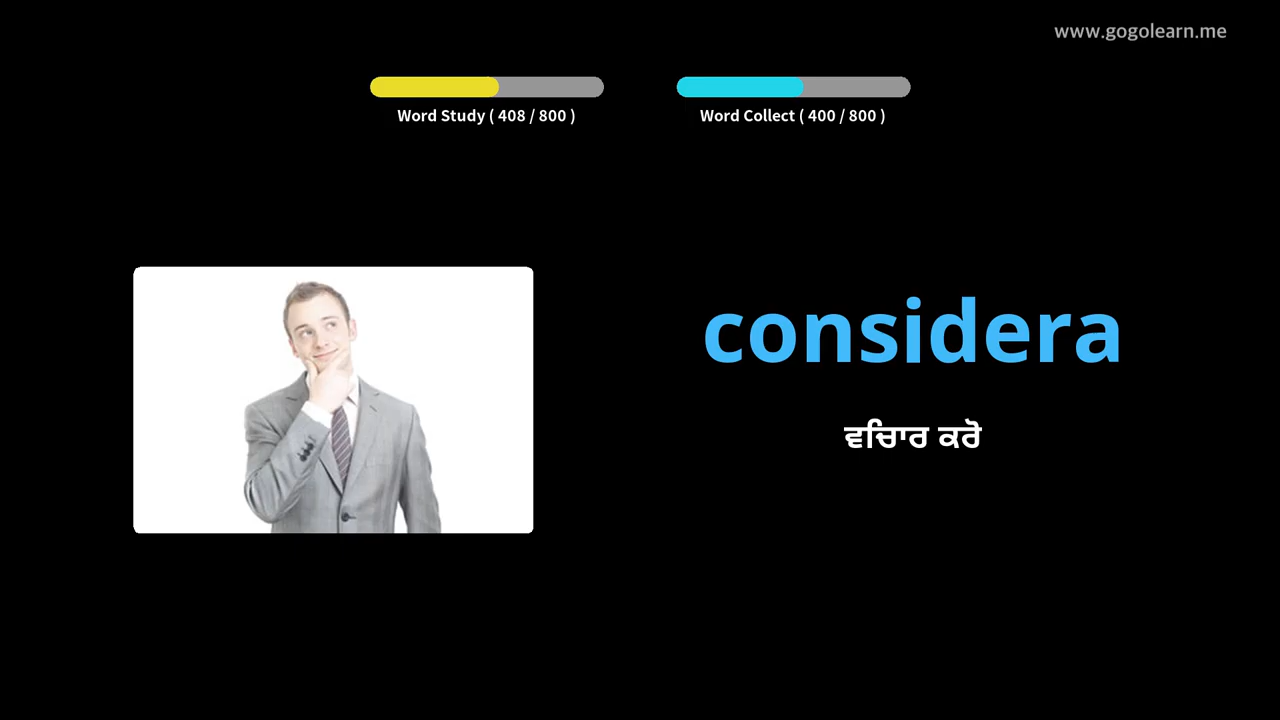 www.gogolearn.me
Word Study ( 408 / 800 )
Word Collect ( 400 / 800 )
considera
ਵਿਚਾਰ ਕਰੋ